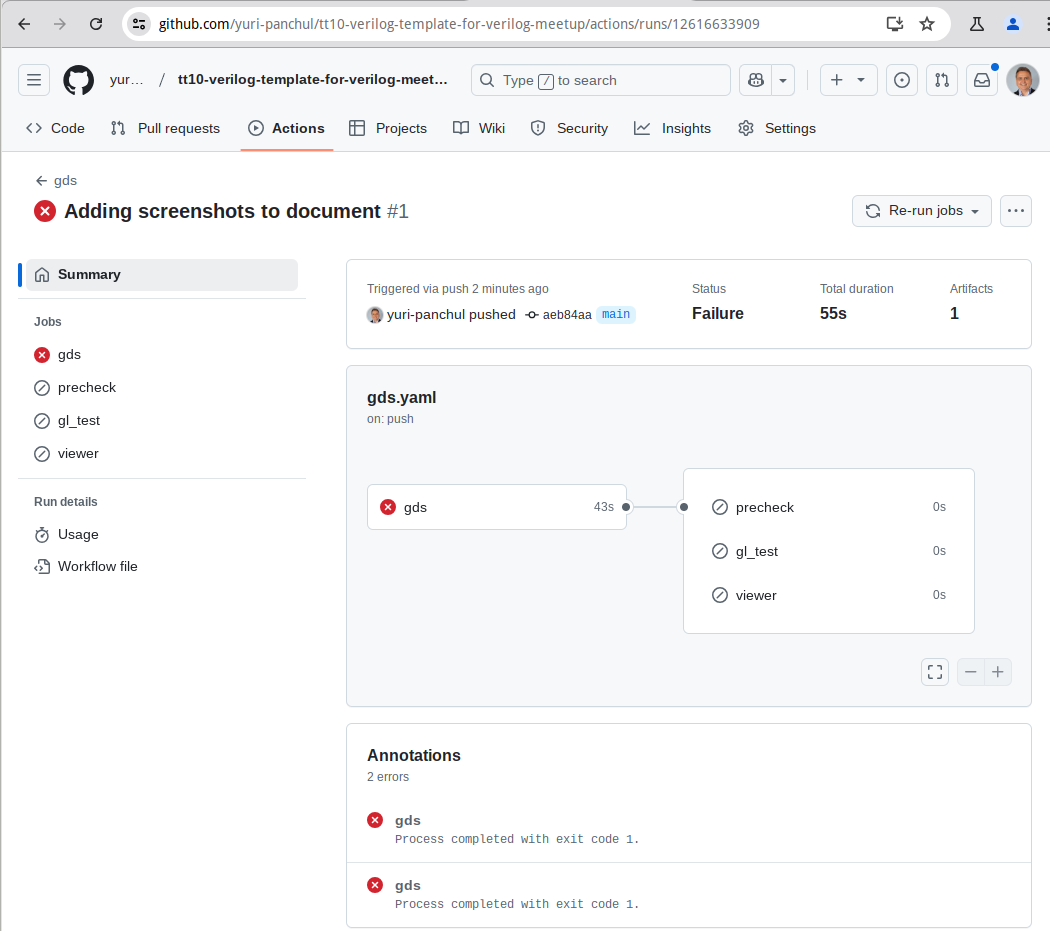 github.com/yuri-panchul/tt10-verilog-template-for-verilog-meetup/actions/runs/12616633909
yur... / tt10-verilog-template-for-verilog-meet... Type / to search
Code Pull requests Actions Projects Wiki Security Insights Settings
gds
Adding screenshots to document #1
Re-run jobs
Summary
Jobs
gds
precheck
gl_test
viewer
Run details
Usage
Workflow file
Triggered via push 2 minutes ago
yuri-panchul pushed aeb84aa main
Status
Failure
Total duration
55s
Artifacts
1
gds.yaml
on: push
gds 43s
precheck 0s
gl_test 0s
viewer 0s
Annotations
2 errors
gds
Process completed with exit code 1.
gds
Process completed with exit code 1.